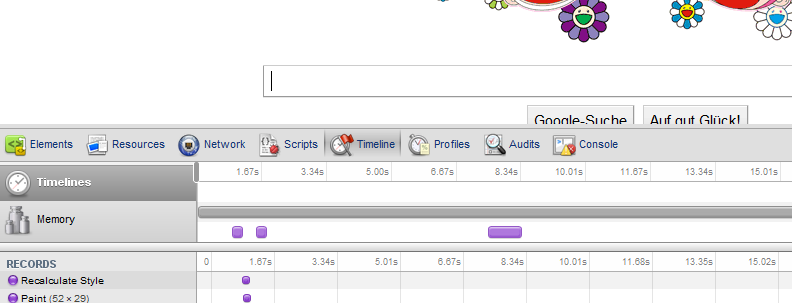 Google-Suche Auf gut Glück!
Elements Resources Network Scripts Timeline Profiles Audits Console
Timelines 1.67s 3.34s 5.00s 6.67s 8.34s 10.01s 11.67s 13.34s 15.01s
Memory
RECORDS 0 1.67s 3.34s 5.01s 6.67s 8.34s 10.01s 11.68s 13.35s 15.02s
Recalculate Style
Paint (52 × 29)